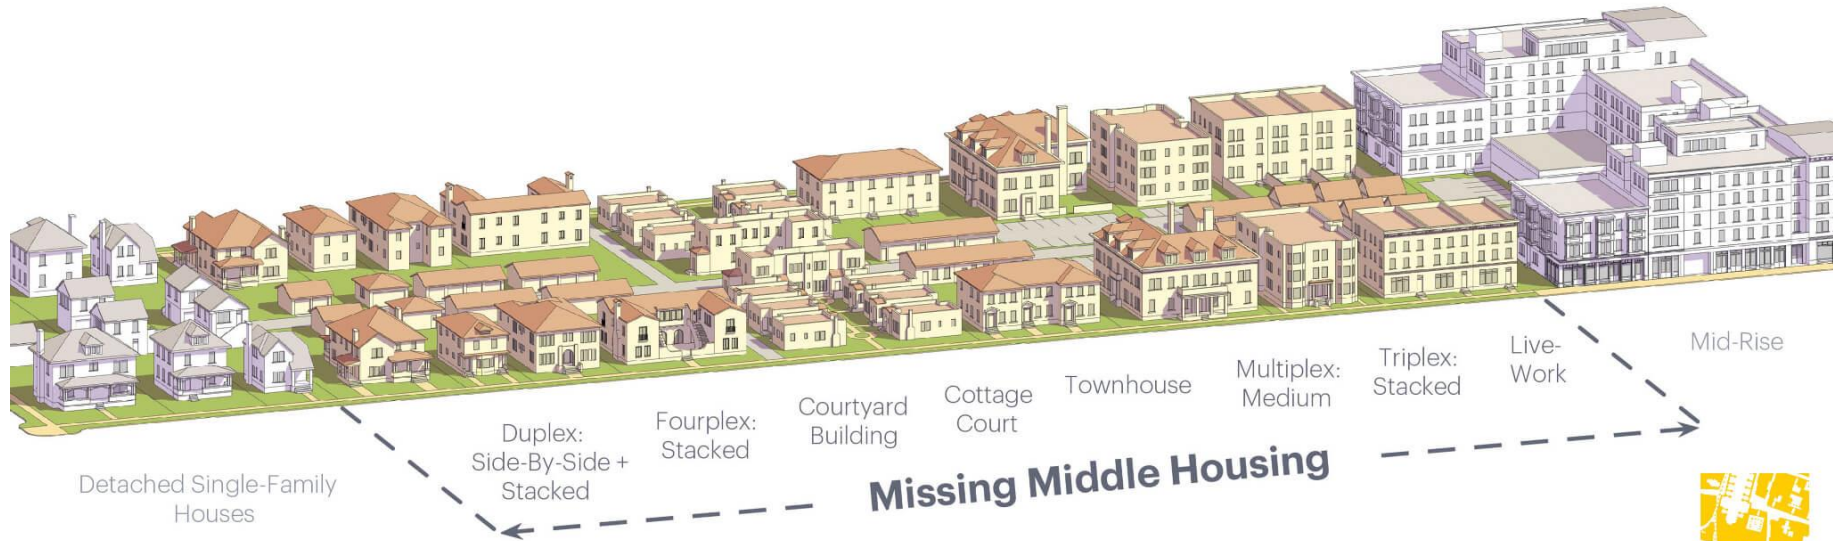 Detached Single-Family
Houses
Duplex:
Side-By-Side +
Stacked
Fourplex:
Stacked
Courtyard
Building
Cottage
Court
Townhouse
Multiplex:
Medium
Triplex:
Stacked
Live-
Work
Mid-Rise
Missing Middle Housing